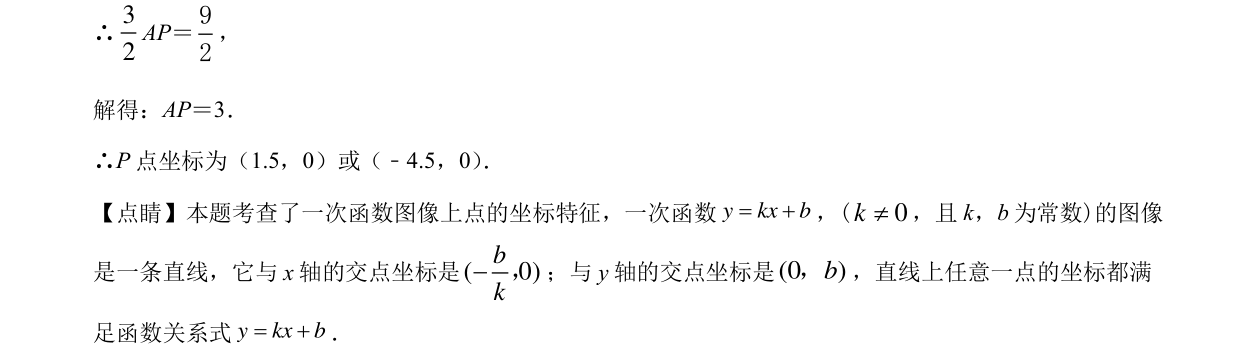 ∴3/2 AP＝9/2，
解得：AP＝3．
∴P 点坐标为（1.5，0）或（﹣4.5，0）．
【点睛】本题考查了一次函数图像上点的坐标特征，一次函数 y = kx + b，(k ≠ 0，且 k，b 为常数)的图像
是一条直线，它与 x 轴的交点坐标是(−b/k,0)；与 y 轴的交点坐标是(0，b)，直线上任意一点的坐标都满
足函数关系式 y = kx + b．